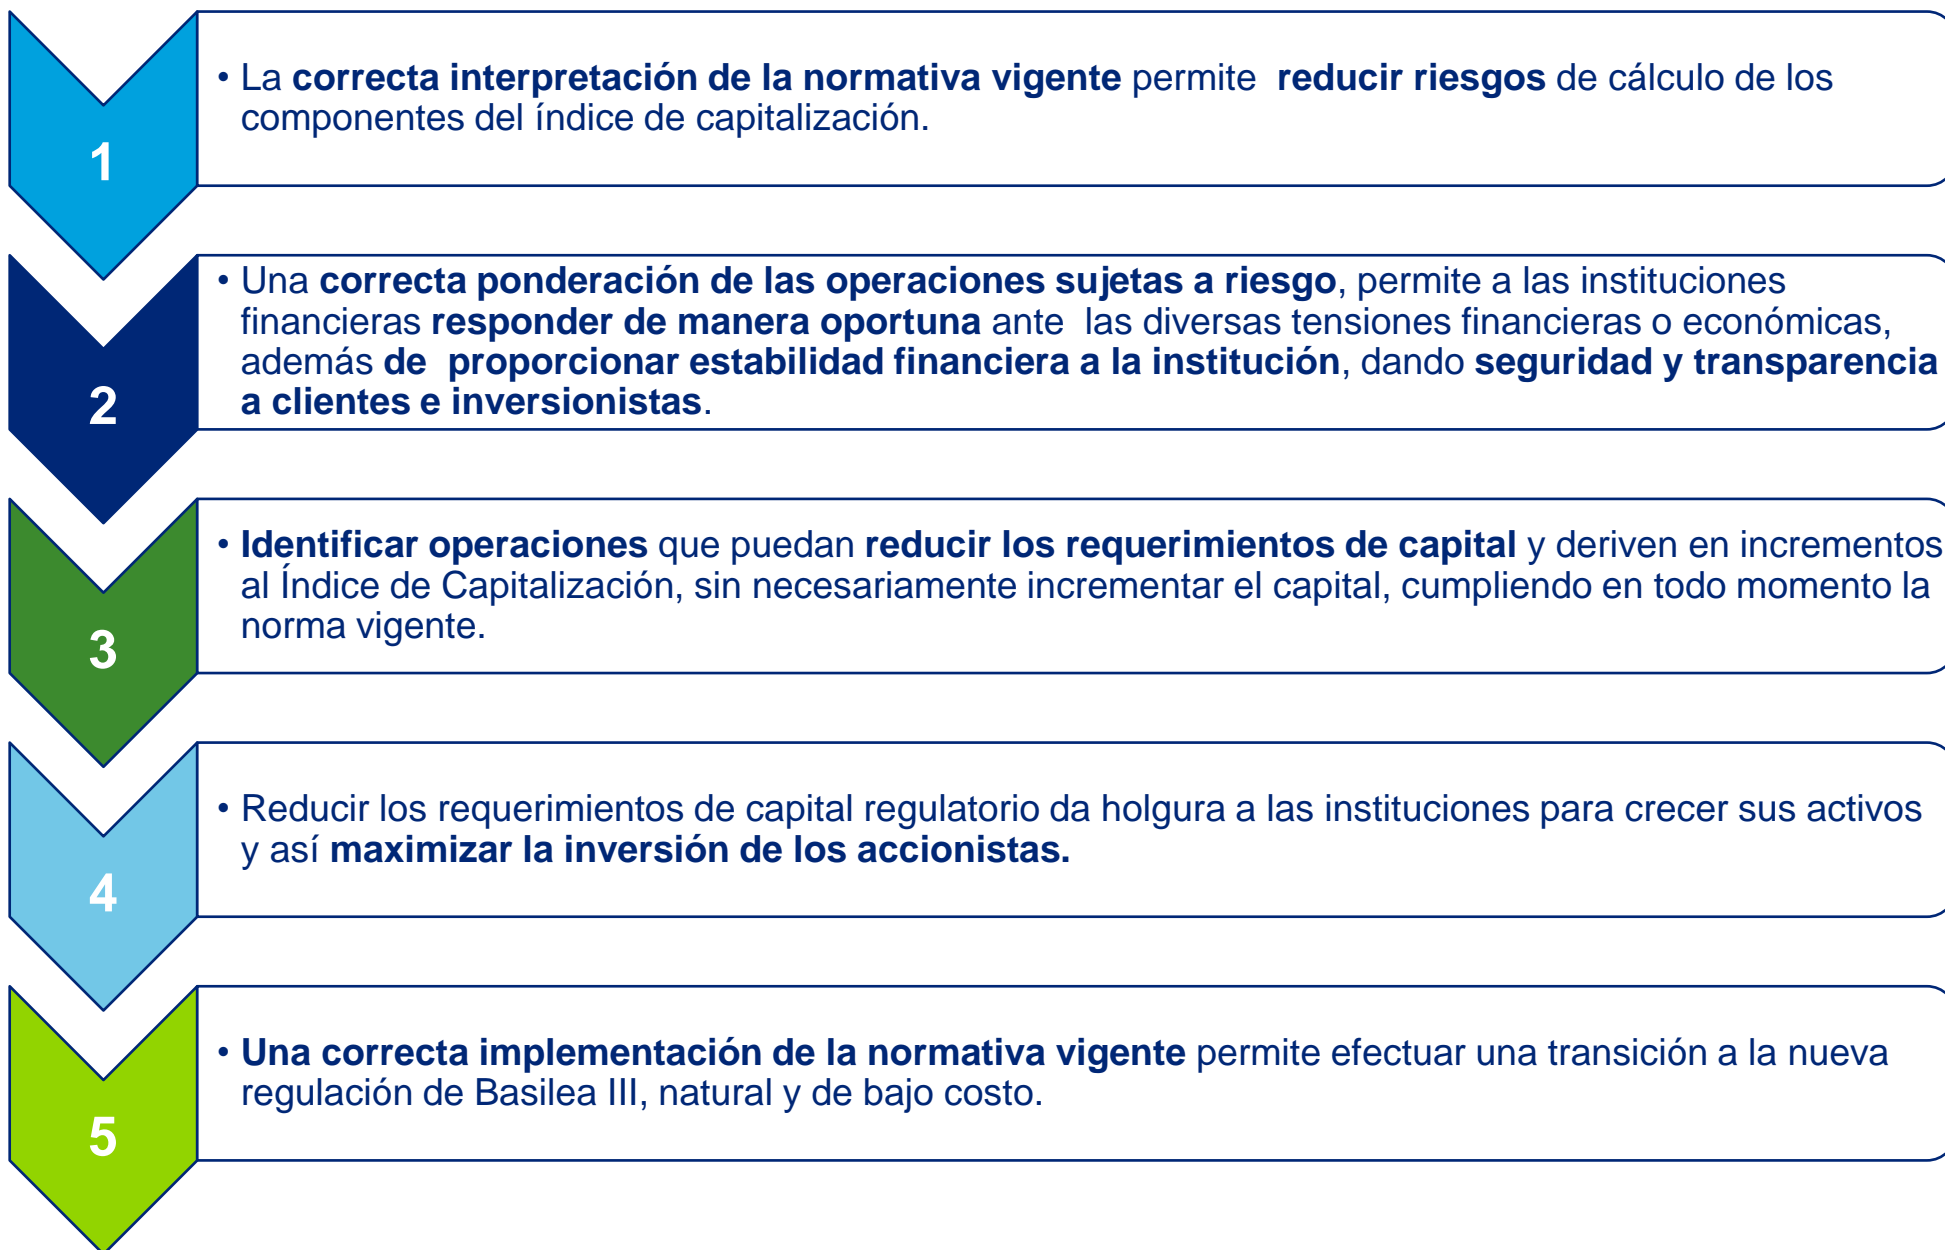 • La correcta interpretación de la normativa vigente permite  reducir riesgos de cálculo de los
componentes del índice de capitalización.
1
• Una correcta ponderación de las operaciones sujetas a riesgo, permite a las instituciones
financieras responder de manera oportuna ante  las diversas tensiones financieras o económicas,
además de  proporcionar estabilidad financiera a la institución, dando seguridad y transparencia
a clientes e inversionistas.
2
• Identificar operaciones que puedan reducir los requerimientos de capital y deriven en incrementos
al Índice de Capitalización, sin necesariamente incrementar el capital, cumpliendo en todo momento la
norma vigente.
3
• Reducir los requerimientos de capital regulatorio da holgura a las instituciones para crecer sus activos
y así maximizar la inversión de los accionistas.
4
• Una correcta implementación de la normativa vigente permite efectuar una transición a la nueva
regulación de Basilea III, natural y de bajo costo.
5